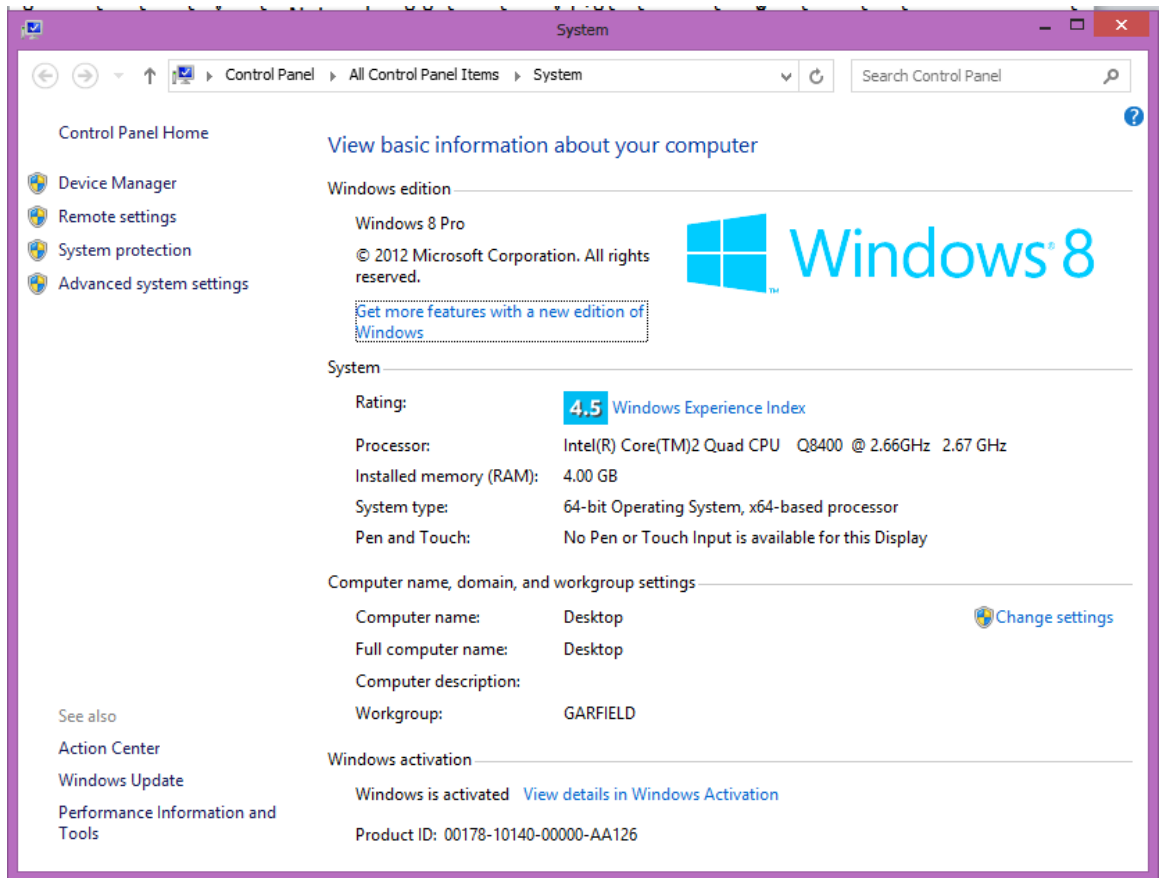 System
Control Panel
All Control Panel Items
System
Search Control Panel
Control Panel Home
Device Manager
Remote settings
System protection
Advanced system settings
View basic information about your computer
Windows edition
Windows 8 Pro
© 2012 Microsoft Corporation. All rights
reserved.
Get more features with a new edition of
Windows
Windows® 8
TM
System
Rating: 4.5 Windows Experience Index
Processor: Intel(R) Core(TM)2 Quad CPU Q8400 @ 2.66GHz 2.67 GHz
Installed memory (RAM): 4.00 GB
System type: 64-bit Operating System, x64-based processor
Pen and Touch: No Pen or Touch Input is available for this Display
Computer name, domain, and workgroup settings
Computer name: Desktop
Change settings
Full computer name: Desktop
Computer description:
Workgroup: GARFIELD
Windows activation
Windows is activated View details in Windows Activation
Product ID: 00178-10140-00000-AA126
See also
Action Center
Windows Update
Performance Information and
Tools